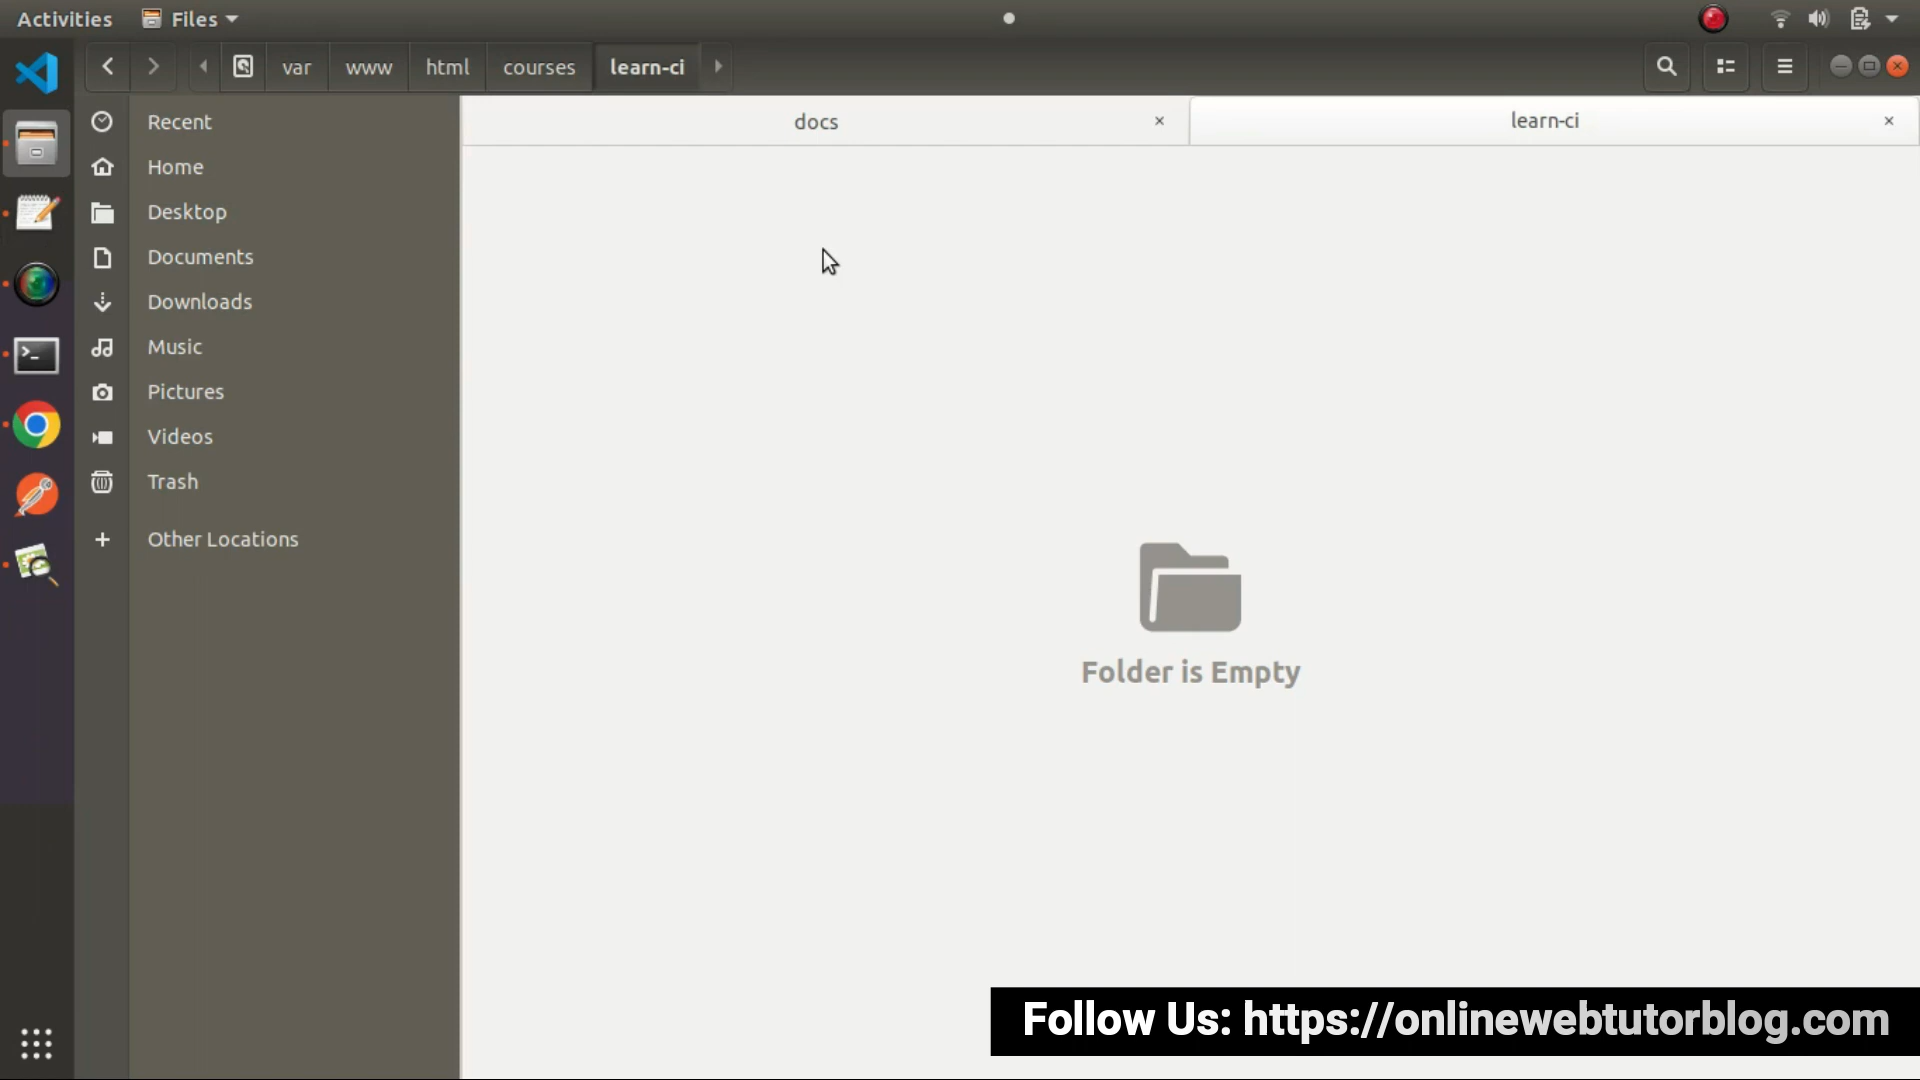 Activities Files
var www html courses learn-ci
docs learn-ci
Recent
Home
Desktop
Documents
Downloads
Music
Pictures
Videos
Trash
Other Locations
Folder is Empty
Follow Us: https://onlinewebtutorblog.com